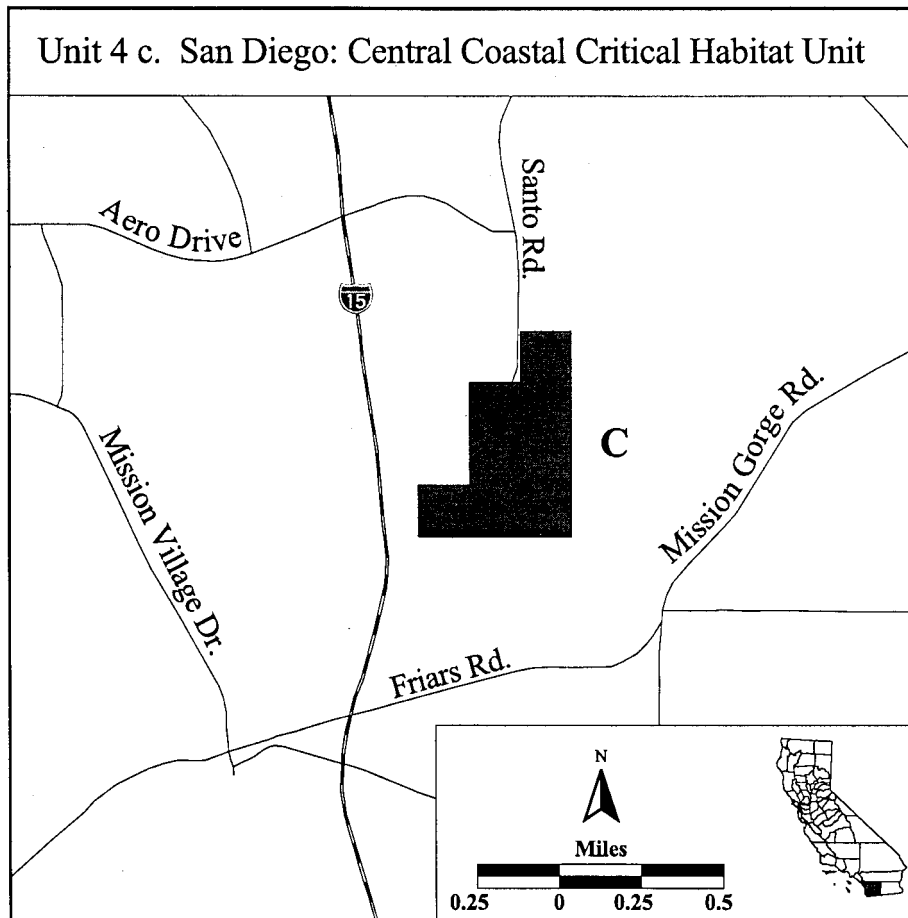 Unit 4 c. San Diego: Central Coastal Critical Habitat Unit
Aero Drive
Santo Rd.
15
C
Mission Gorge Rd.
Mission Village Dr.
Friars Rd.
N
Miles
0.25 0 0.25 0.5